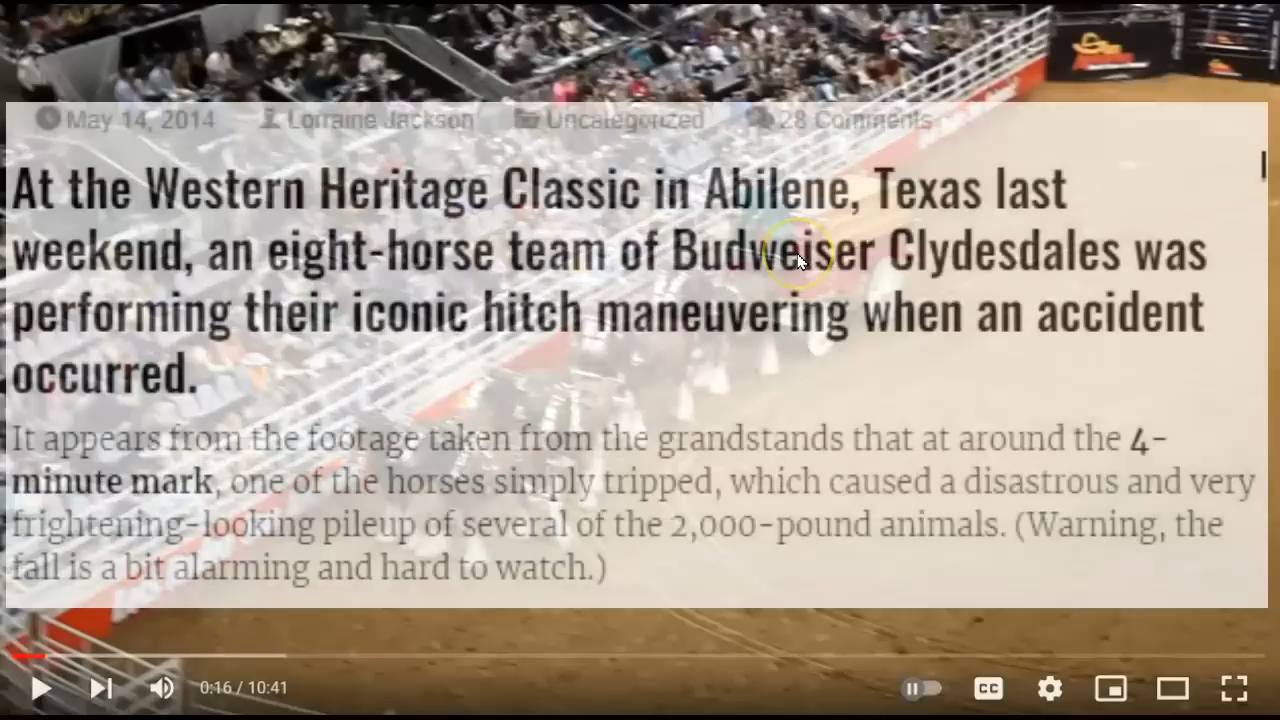 May 14, 2014 Lorraine Jackson Uncategorized 28 Comments
At the Western Heritage Classic in Abilene, Texas last
weekend, an eight-horse team of Budweiser Clydesdales was
performing their iconic hitch maneuvering when an accident
occurred.
It appears from the footage taken from the grandstands that at around the 4-
minute mark, one of the horses simply tripped, which caused a disastrous and very
frightening-looking pileup of several of the 2,000-pound animals. (Warning, the
fall is a bit alarming and hard to watch.)
0:16 / 10:41 CC